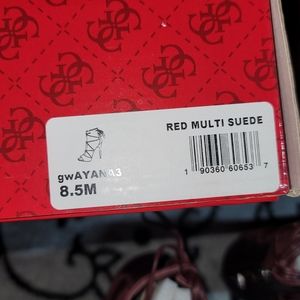 RED MULTI SUEDE
gwAYANA3
8.5M
1 90360 60653 7